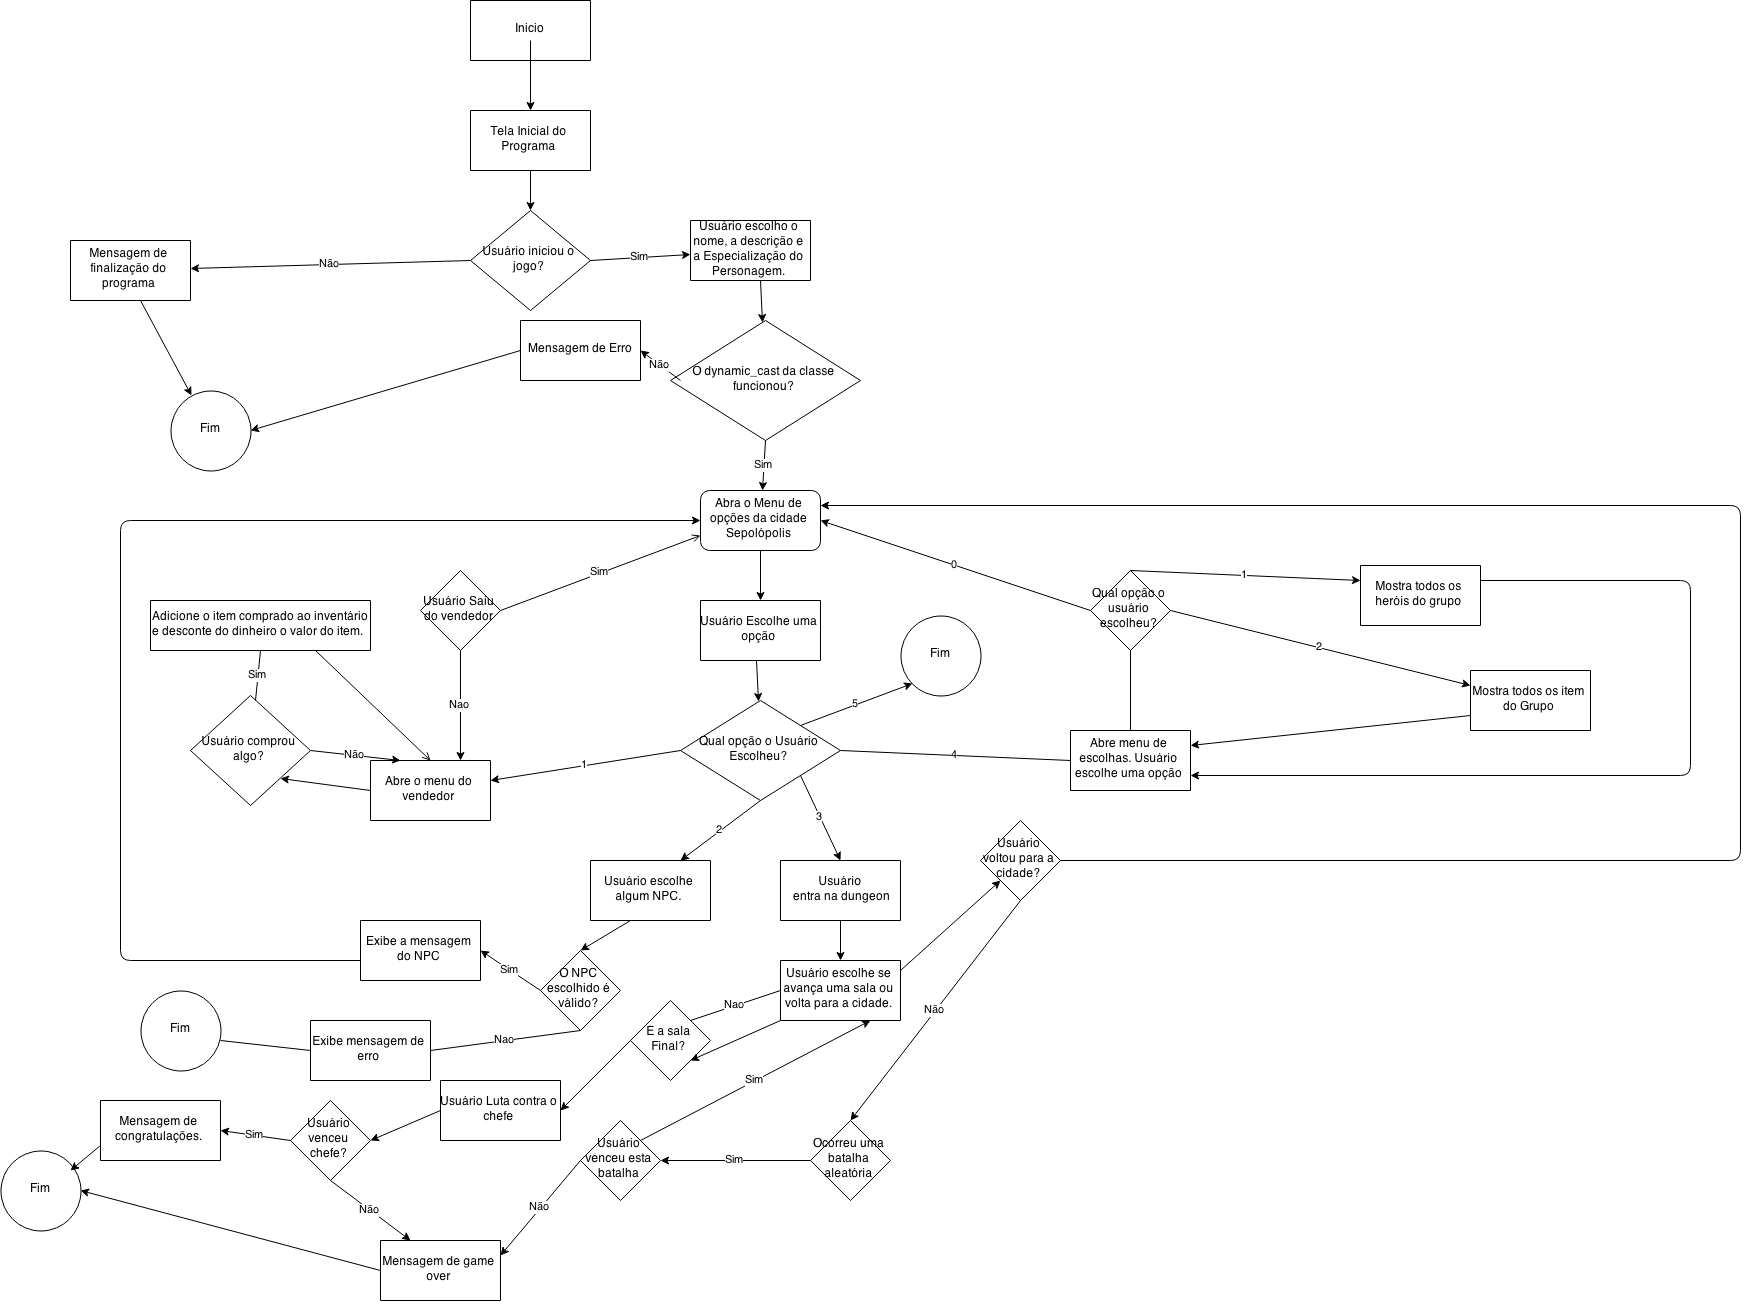 Inicio
Tela Inicial do
Programa
Usuário iniciou o
jogo?
Não
Sim
Mensagem de
finalização do
programa
Usuário escolho o
nome, a descrição e
a Especialização do
Personagem.
Mensagem de Erro
Não
O dynamic_cast da classe
funcionou?
Fim
Sim
Abra o Menu de
opções da cidade
Sepolópolis
Sim
Usuário Saiu
do vendedor
0
Qual opção o
usuário
escolheu?
1
Mostra todos os
heróis do grupo
Adicione o item comprado ao inventário
e desconte do dinheiro o valor do item.
Usuário Escolhe uma
opção
Fim
2
Sim
Nao
5
Mostra todos os item
do Grupo
Usuário comprou
algo?
Não
Abre o menu do
vendedor
1
Qual opção o Usuário
Escolheu?
4
Abre menu de
escolhas. Usuário
escolhe uma opção
2
3
Usuário
voltou para a
cidade?
Usuário escolhe
algum NPC.
Usuário
entra na dungeon
Exibe a mensagem
do NPC
Sim
O NPC
escolhido é
válido?
Usuário escolhe se
avança uma sala ou
volta para a cidade.
Nao
Não
Fim
Exibe mensagem de
erro
Nao
E a sala
Final?
Sim
Usuário Luta contra o
chefe
Mensagem de
congratulações.
Sim
Usuário
venceu
chefe?
Usuário
venceu esta
batalha
Sim
Ocorreu uma
batalha
aleatória
Fim
Não
Não
Mensagem de game
over